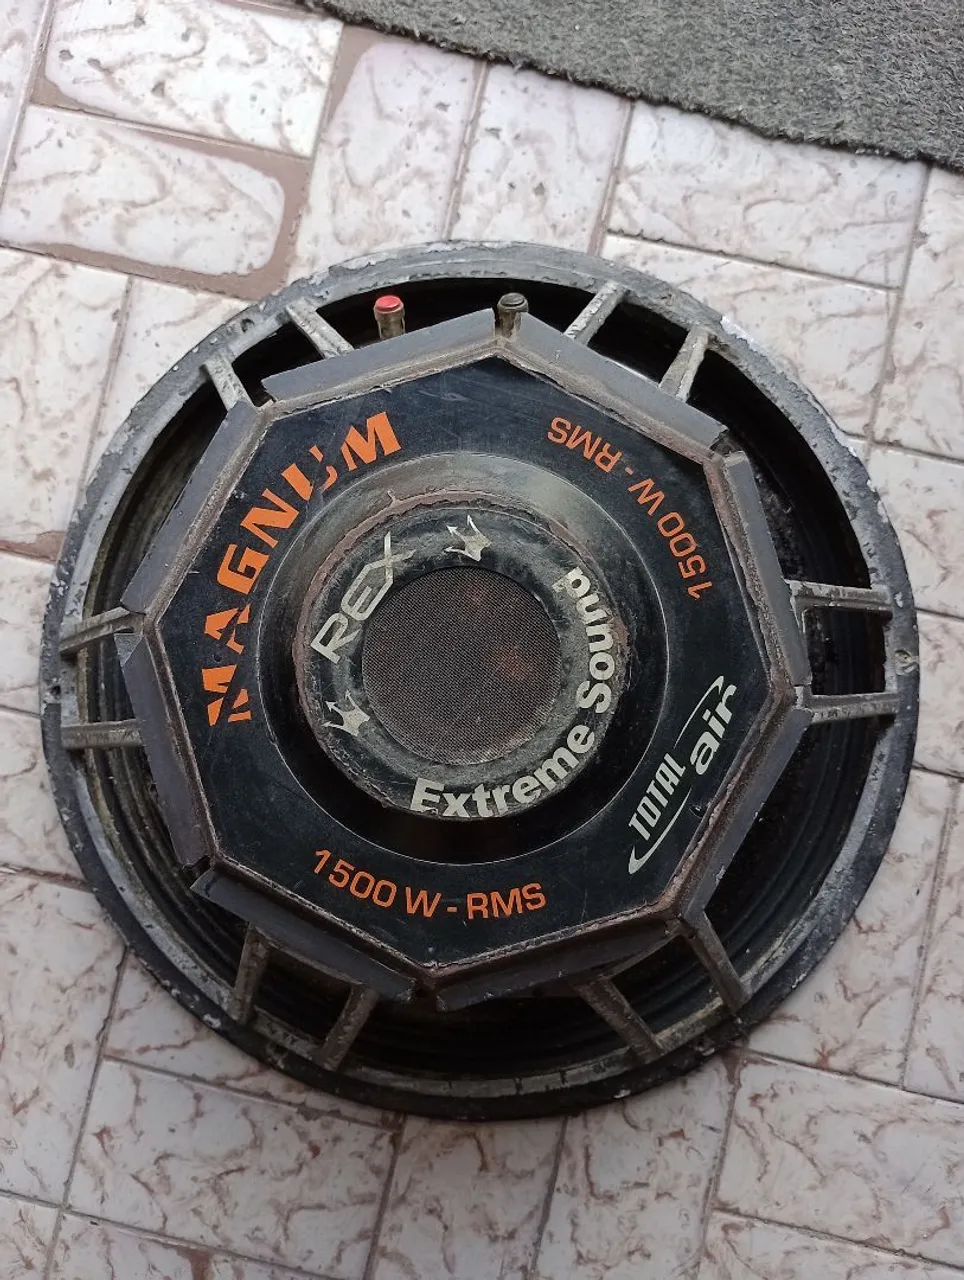 MAGNUM
1500 W - RMS
REX
Extreme Sound
TOTAL air
1500 W - RMS